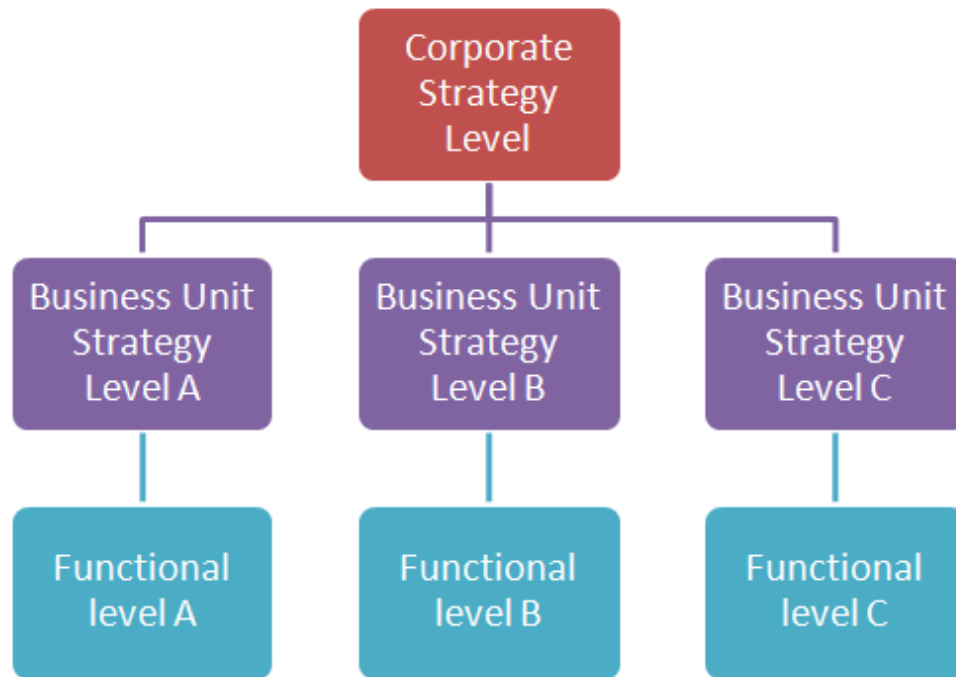 Corporate
Strategy
Level
Business Unit
Strategy
Level A
Business Unit
Strategy
Level B
Business Unit
Strategy
Level C
Functional
level A
Functional
level B
Functional
level C